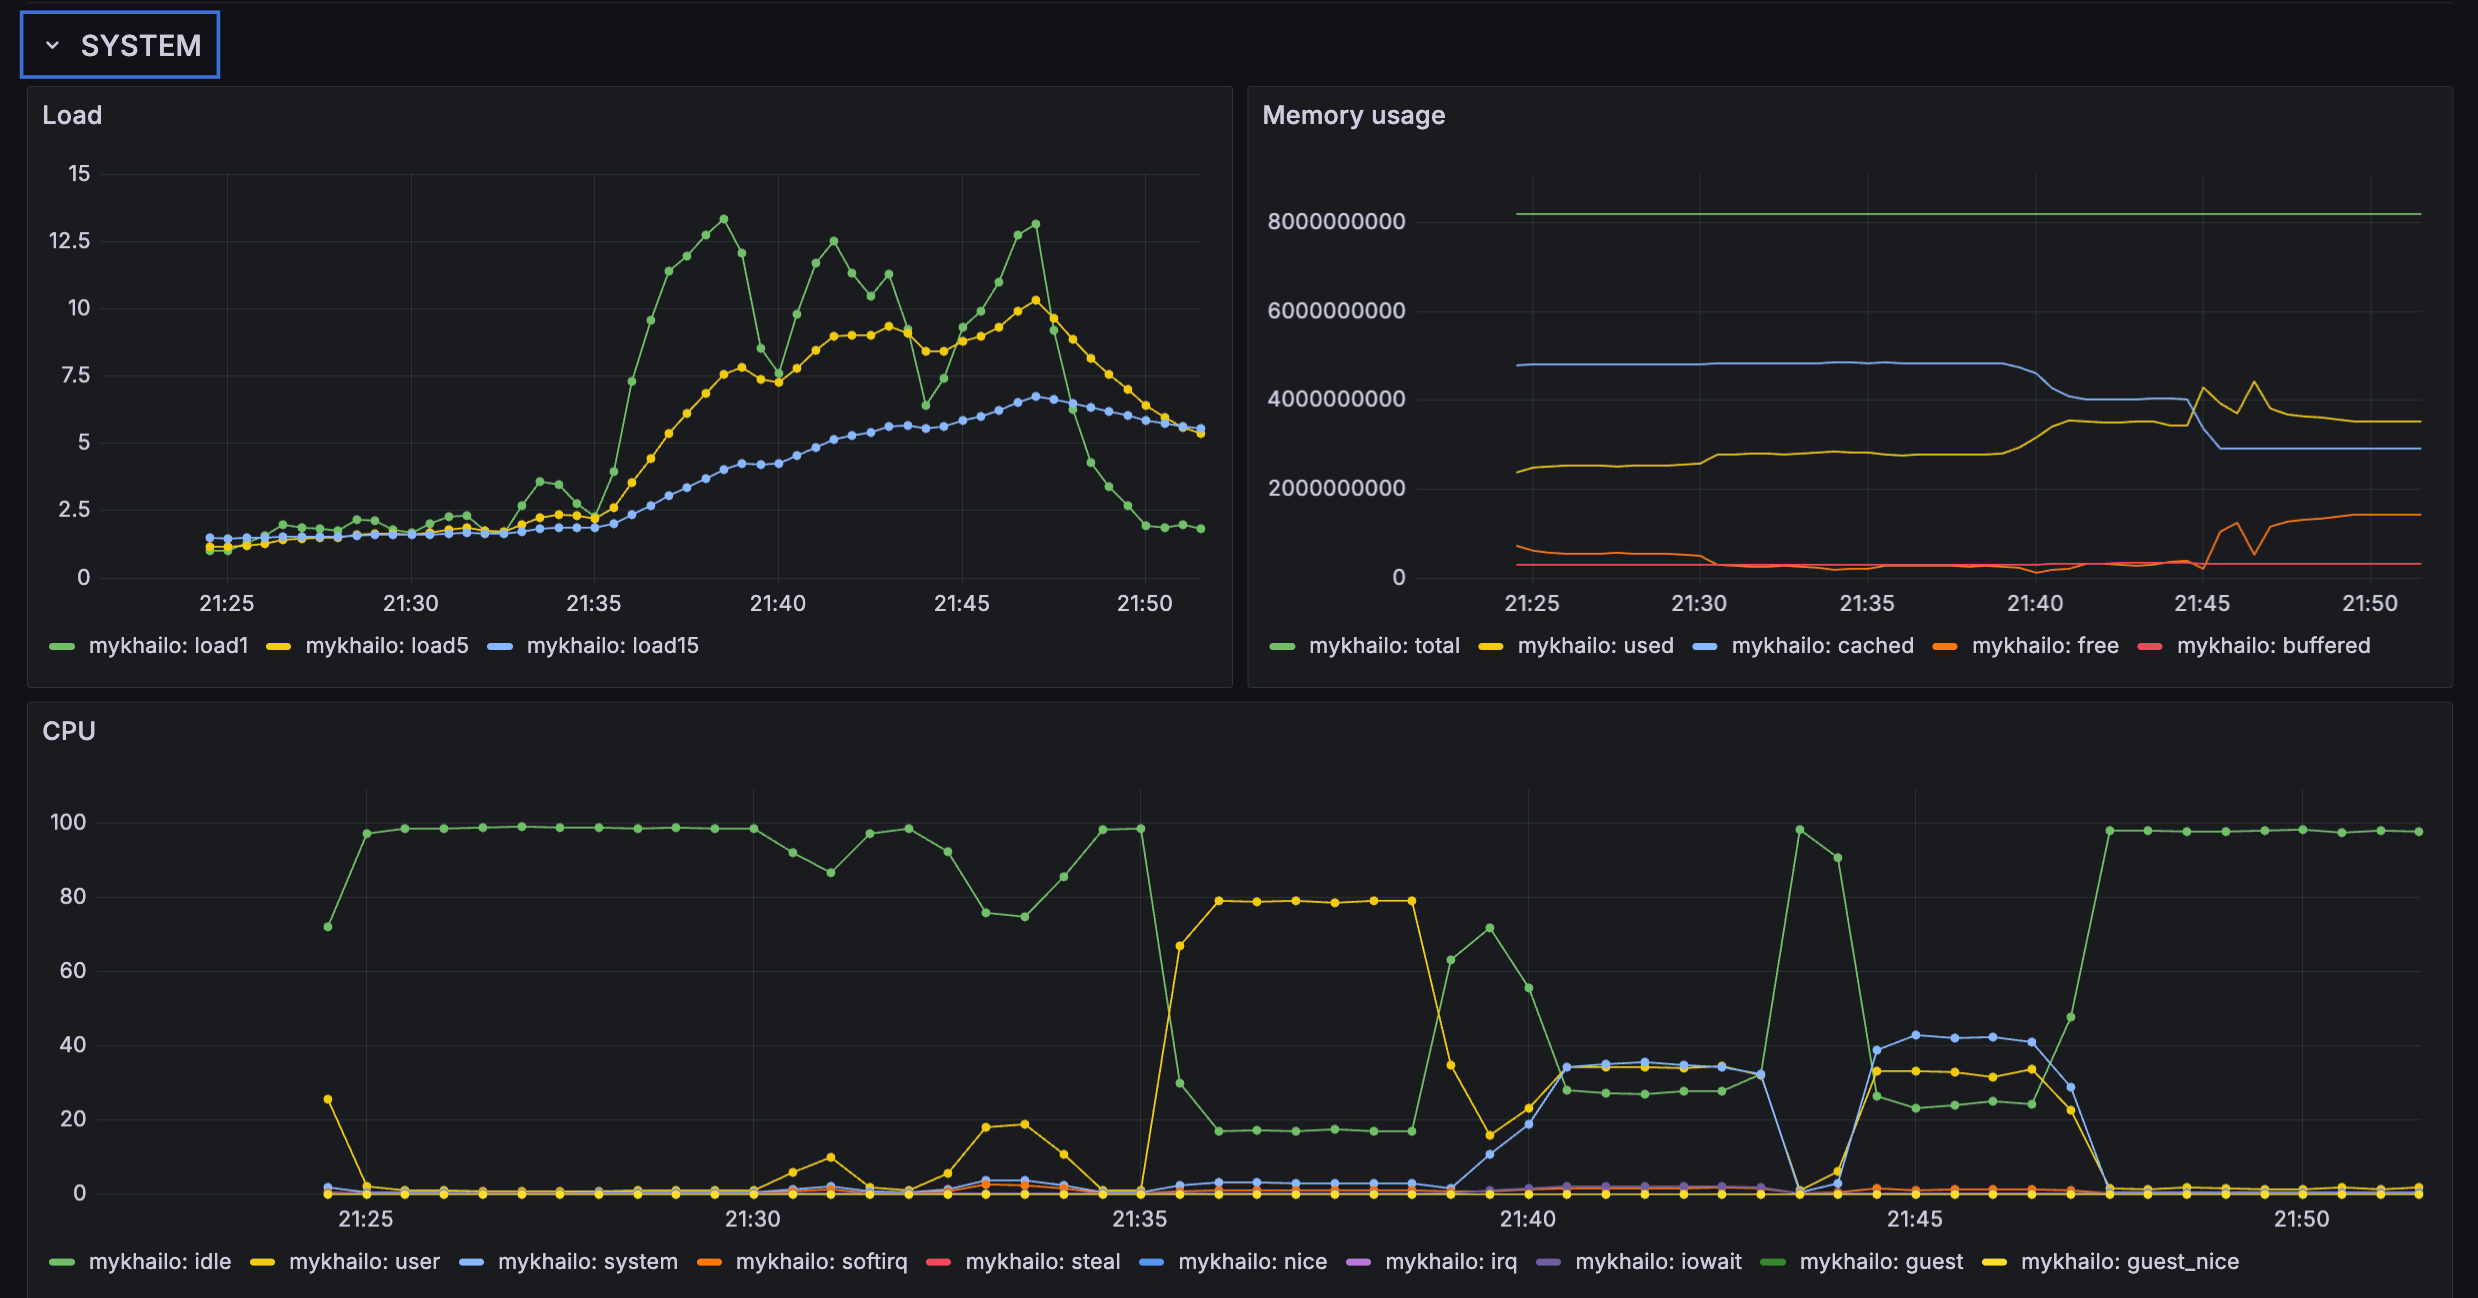 SYSTEM
Load
15
12.5
10
7.5
5
2.5
0
21:25 21:30 21:35 21:40 21:45 21:50
mykhailo: load1 mykhailo: load5 mykhailo: load15
Memory usage
8000000000
6000000000
4000000000
2000000000
0
21:25 21:30 21:35 21:40 21:45 21:50
mykhailo: total mykhailo: used mykhailo: cached mykhailo: free mykhailo: buffered
CPU
100
80
60
40
20
0
21:25 21:30 21:35 21:40 21:45 21:50
mykhailo: idle mykhailo: user mykhailo: system mykhailo: softirq mykhailo: steal mykhailo: nice mykhailo: irq mykhailo: iowait mykhailo: guest mykhailo: guest_nice